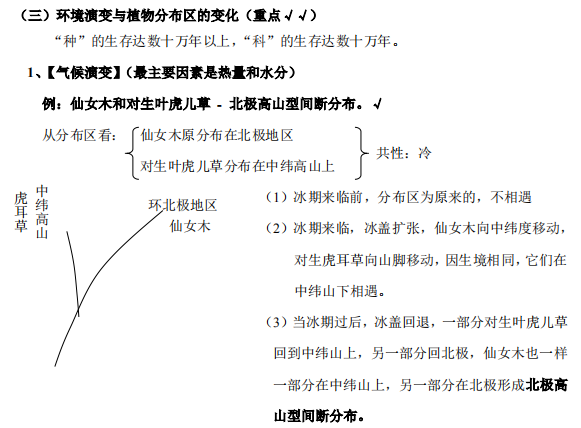 （三）环境演变与植物分布区的变化（重点√√）
“种”的生存达数十万年以上，“科”的生存达数十万年。
1、【气候演变】（最主要因素是热量和水分）
例：仙女木和对生叶虎儿草 - 北极高山型间断分布。√
从分布区看：
仙女木原分布在北极地区
对生叶虎儿草分布在中纬高山上
共性：冷
虎耳草
中纬高山
环北极地区
仙女木
（1）冰期来临前，分布区为原来的，不相遇
（2）冰期来临，冰盖扩张，仙女木向中纬度移动，
对生虎耳草向山脚移动，因生境相同，它们在
中纬山下相遇。
（3）当冰期过后，冰盖回退，一部分对生叶虎儿草
回到中纬山上，另一部分回北极，仙女木也一样
一部分在中纬山上，另一部分在北极形成北极高
山型间断分布。